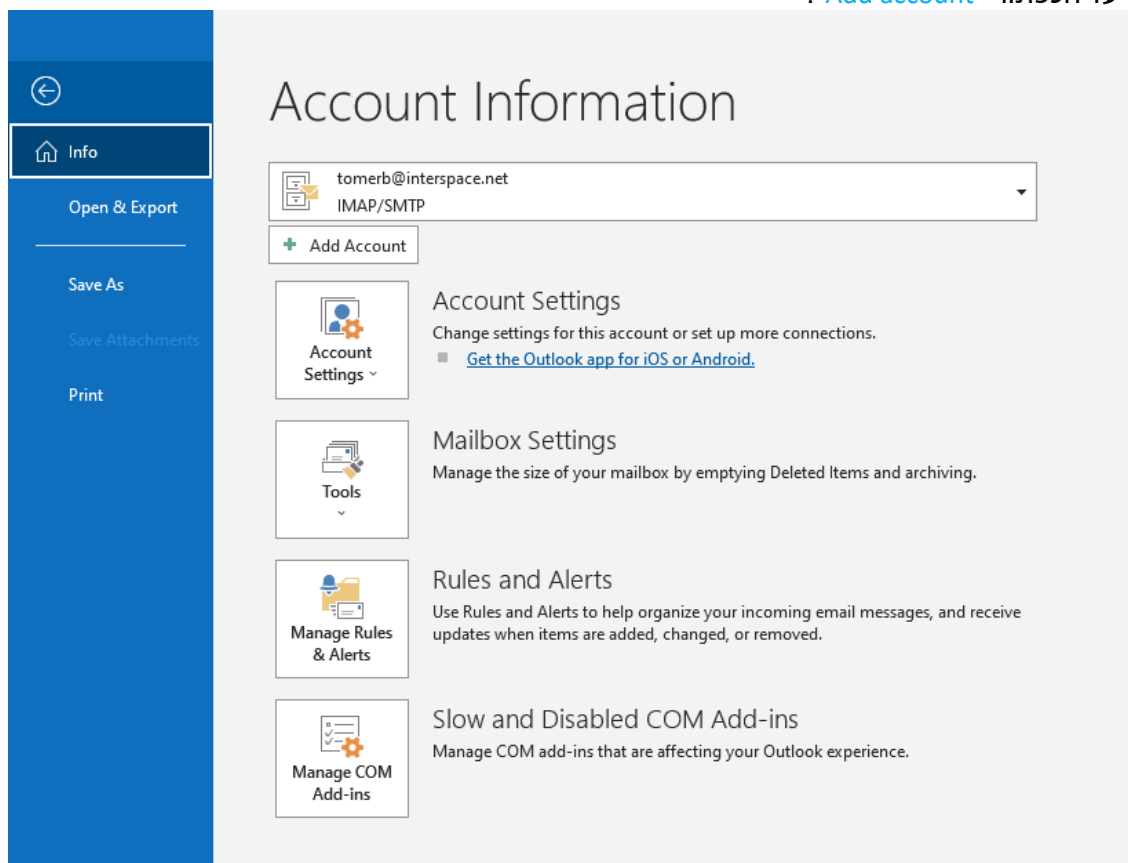 Add account
Account Information
Info
tomerb@interspace.net
IMAP/SMTP
Open & Export
Add Account
Save As
Account Settings
Change settings for this account or set up more connections.
Get the Outlook app for iOS or Android.
Account
Settings
Save Attachments
Print
Mailbox Settings
Manage the size of your mailbox by emptying Deleted Items and archiving.
Tools
Rules and Alerts
Use Rules and Alerts to help organize your incoming email messages, and receive
updates when items are added, changed, or removed.
Manage Rules
& Alerts
Slow and Disabled COM Add-ins
Manage COM add-ins that are affecting your Outlook experience.
Manage COM
Add-ins